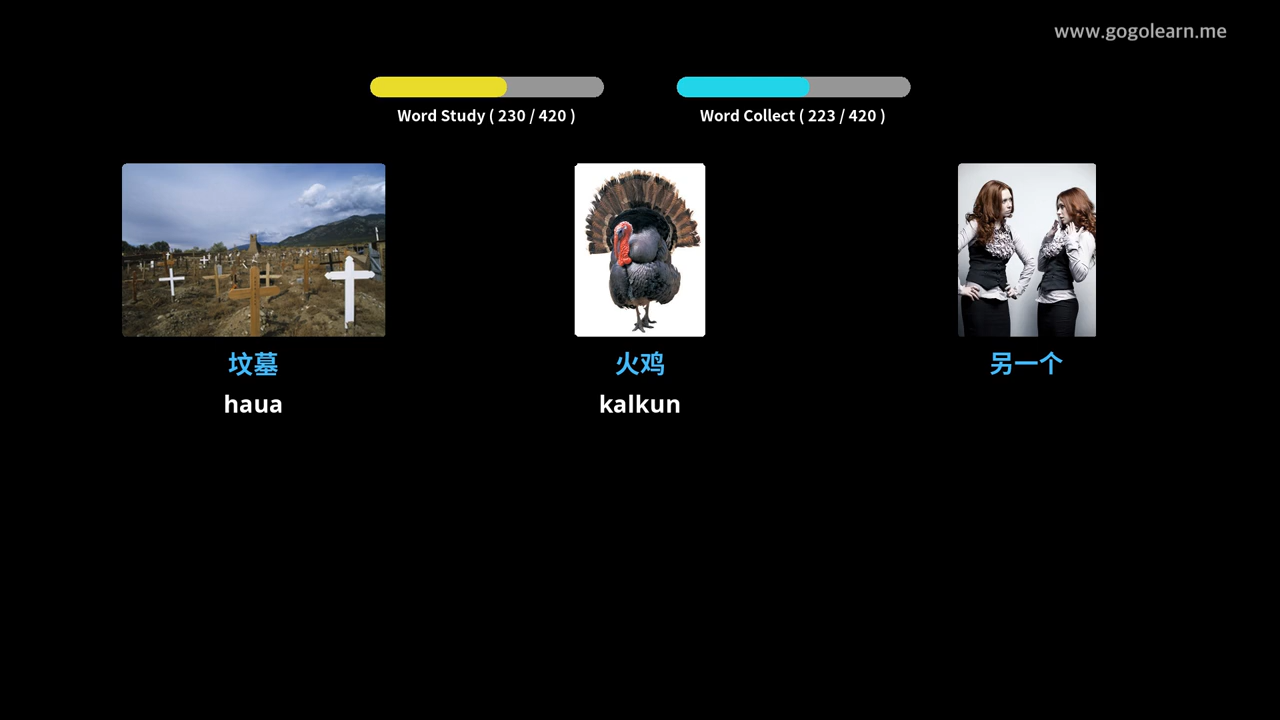 www.gogolearn.me
Word Study ( 230 / 420 )
Word Collect ( 223 / 420 )
坟墓
火鸡
另一个
haua
kalkun